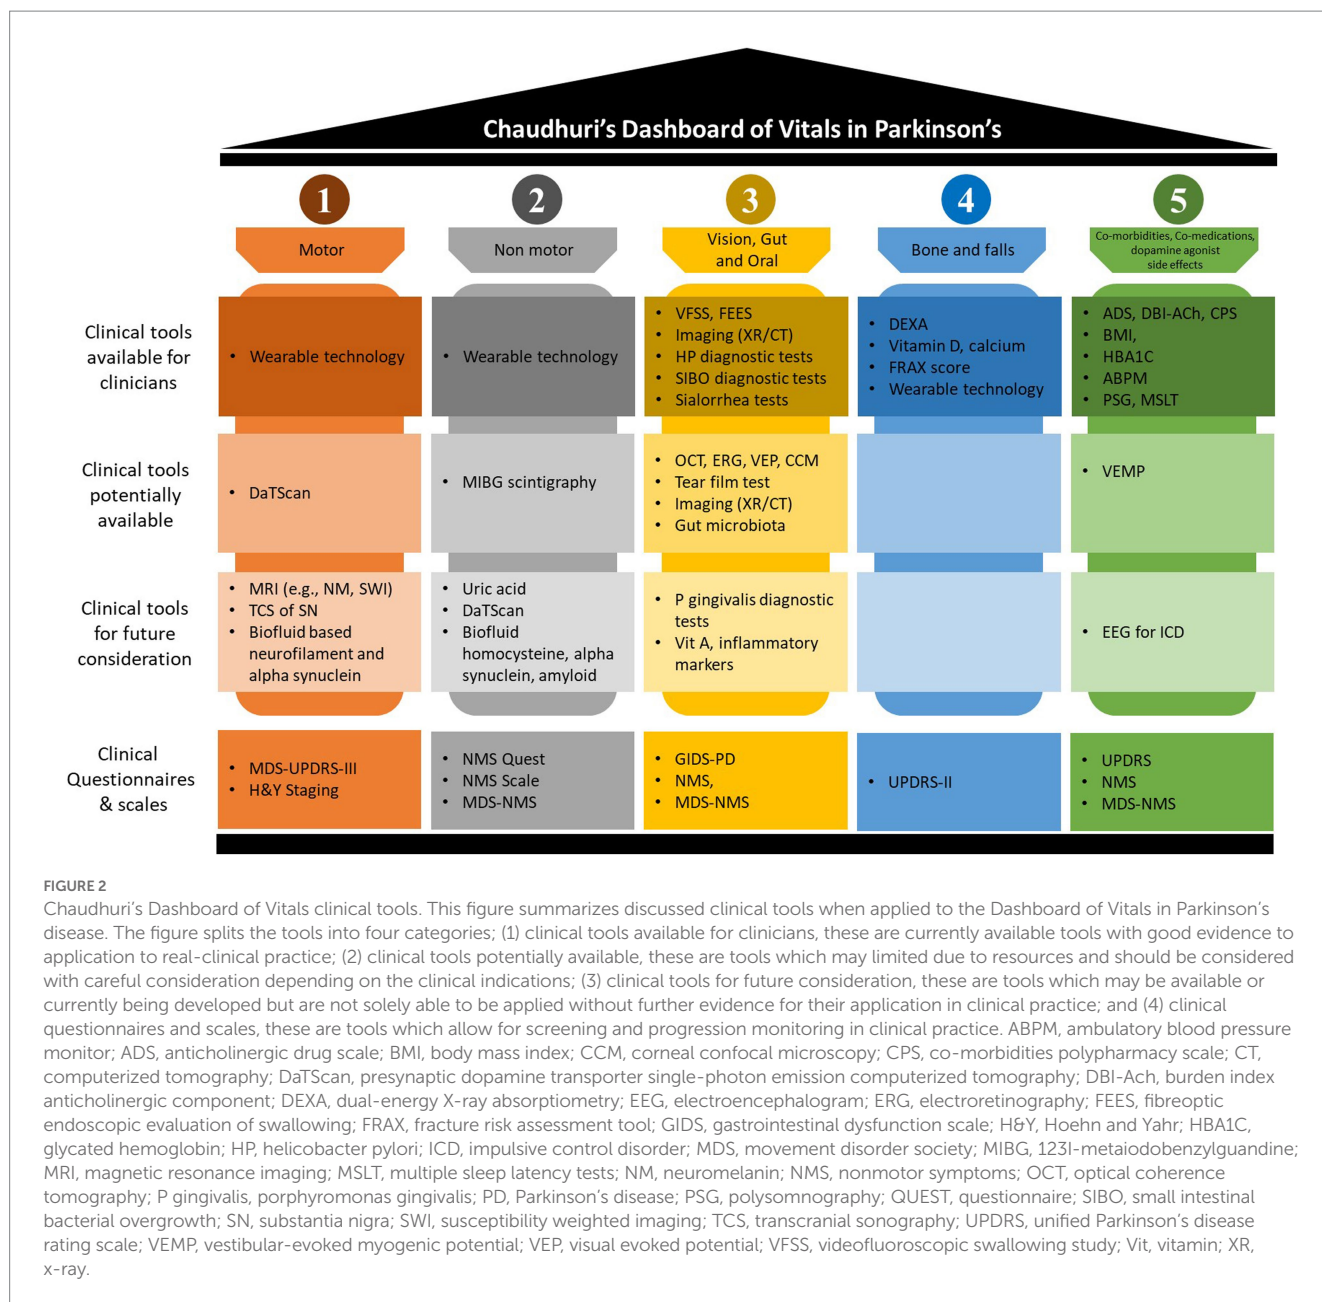 Chaudhuri's Dashboard of Vitals in Parkinson's
1
2
3
4
5
Motor
Non motor
Vision, Gut
and Oral
Bone and falls
Co-morbidities, Co-medications,
dopamine agonist
side effects
Clinical tools
available for
clinicians
• Wearable technology
• Wearable technology
• VFSS, FEES
• Imaging (XR/CT)
• HP diagnostic tests
• SIBO diagnostic tests
• Sialorrhea tests
• DEXA
• Vitamin D, calcium
• FRAX score
• Wearable technology
• ADS, DBI-ACh, CPS
• BMI,
• HBA1C
• ABPM
• PSG, MSLT
Clinical tools
potentially
available
• DaTScan
• MIBG scintigraphy
• OCT, ERG, VEP, CCM
• Tear film test
• Imaging (XR/CT)
• Gut microbiota
• VEMP
Clinical tools
for future
consideration
• MRI (e.g., NM, SWI)
• TCS of SN
• Biofluid based
neurofilament and
alpha synuclein
• Uric acid
• DaTScan
• Biofluid
homocysteine, alpha
synuclein, amyloid
• P gingivalis diagnostic
tests
• Vit A, inflammatory
markers
• EEG for ICD
Clinical
Questionnaires
& scales
• MDS-UPDRS-III
• H&Y Staging
• NMS Quest
• NMS Scale
• MDS-NMS
• GIDS-PD
• NMS,
• MDS-NMS
• UPDRS-II
• UPDRS
• NMS
• MDS-NMS
FIGURE 2
Chaudhuri's Dashboard of Vitals clinical tools. This figure summarizes discussed clinical tools when applied to the Dashboard of Vitals in Parkinson's
disease. The figure splits the tools into four categories; (1) clinical tools available for clinicians, these are currently available tools with good evidence to
application to real-clinical practice; (2) clinical tools potentially available, these are tools which may limited due to resources and should be considered
with careful consideration depending on the clinical indications; (3) clinical tools for future consideration, these are tools which may be available or
currently being developed but are not solely able to be applied without further evidence for their application in clinical practice; and (4) clinical
questionnaires and scales, these are tools which allow for screening and progression monitoring in clinical practice. ABPM, ambulatory blood pressure
monitor; ADS, anticholinergic drug scale; BMI, body mass index; CCM, corneal confocal microscopy; CPS, co-morbidities polypharmacy scale; CT,
computerized tomography; DaTScan, presynaptic dopamine transporter single-photon emission computerized tomography; DBI-Ach, burden index
anticholinergic component; DEXA, dual-energy X-ray absorptiometry; EEG, electroencephalogram; ERG, electroretinography; FEES, fibreoptic
endoscopic evaluation of swallowing; FRAX, fracture risk assessment tool; GIDS, gastrointestinal dysfunction scale; H&Y, Hoehn and Yahr; HBA1C,
glycated hemoglobin; HP, helicobacter pylori; ICD, impulsive control disorder; MDS, movement disorder society; MIBG, 123I-metaiodobenzylguandine;
MRI, magnetic resonance imaging; MSLT, multiple sleep latency tests; NM, neuromelanin; NMS, nonmotor symptoms; OCT, optical coherence
tomography; P gingivalis, porphyromonas gingivalis; PD, Parkinson's disease; PSG, polysomnography; QUEST, questionnaire; SIBO, small intestinal
bacterial overgrowth; SN, substantia nigra; SWI, susceptibility weighted imaging; TCS, transcranial sonography; UPDRS, unified Parkinson's disease
rating scale; VEMP, vestibular-evoked myogenic potential; VEP, visual evoked potential; VFSS, videofluoroscopic swallowing study; Vit, vitamin; XR,
x-ray.